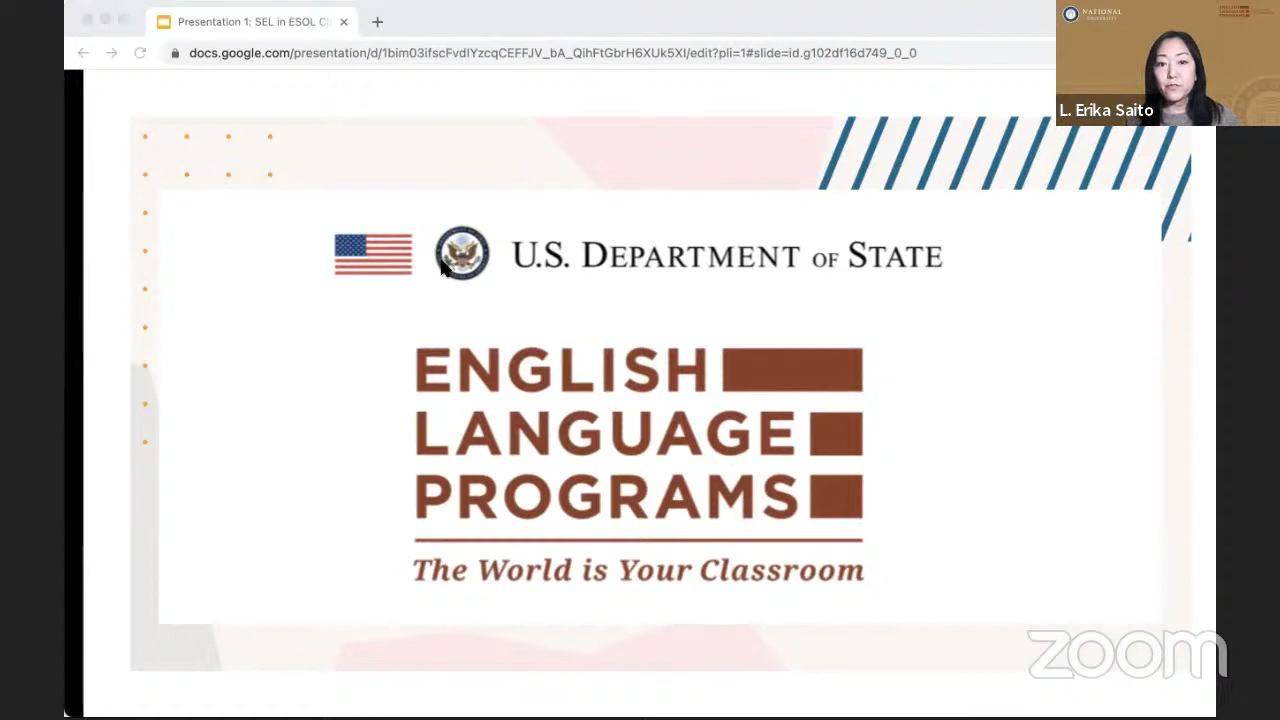 Presentation 1: SEL in ESOL Cl
docs.google.com/presentation/d/1bim03ifscFvdIYzcqCEFFJV_bA_QihFtGbrH6XUk5XI/edit?pli=1#slide=id.g102df16d749_0_0
NATIONAL
UNIVERSITY
L. Erika Saito
U.S. DEPARTMENT OF STATE
ENGLISH
LANGUAGE
PROGRAMS
The World is Your Classroom
zoom